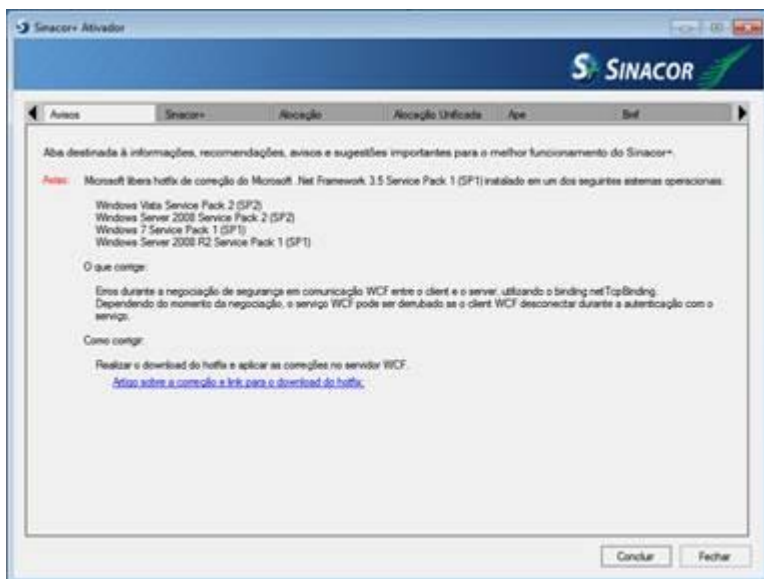 Sinacor+ Ativador
SINACOR
Avisos
Sinacor+
Alocação
Alocação Unificada
Ape
Bmf
Aba destinada à informações, recomendações, avisos e sugestões importantes para o melhor funcionamento do Sinacor+.
Aviso: Microsoft libera hotfix de correção do Microsoft .Net Framework 3.5 Service Pack 1 (SP1) instalado em um dos seguintes sistemas operacionais:
Windows Vista Service Pack 2 (SP2)
Windows Server 2008 Service Pack 2 (SP2)
Windows 7 Service Pack 1 (SP1)
Windows Server 2008 R2 Service Pack 1 (SP1)
O que corrige:
Erros durante a negociação de segurança em comunicação WCF entre o client e o server, utilizando o binding netTcpBinding.
Dependendo do momento da negociação, o serviço WCF pode ser derrubado se o client WCF desconectar durante a autenticação com o
serviço.
Como corrigir:
Realizar o download do hotfix e aplicar as correções no servidor WCF.
Artigo sobre a correção e link para o download do hotfix.
Concluir
Fechar